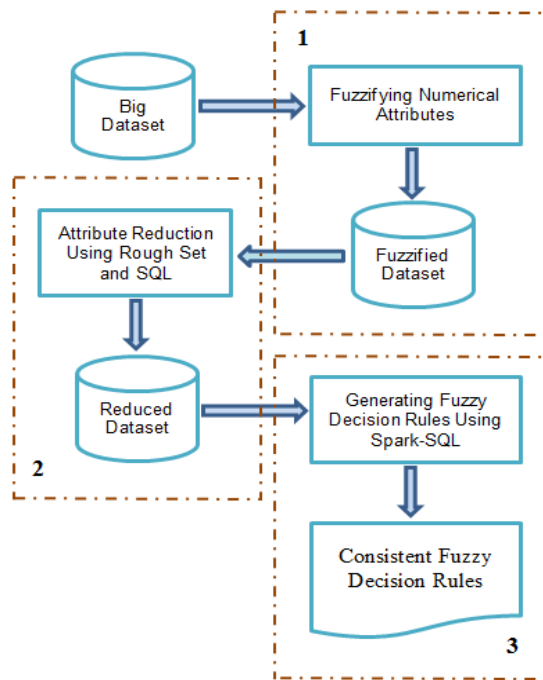 1
Big
Dataset
Fuzzifying Numerical
Attributes
Fuzzified
Dataset
Attribute Reduction
Using Rough Set
and SQL
Reduced
Dataset
2
Generating Fuzzy
Decision Rules Using
Spark-SQL
Consistent Fuzzy
Decision Rules
3